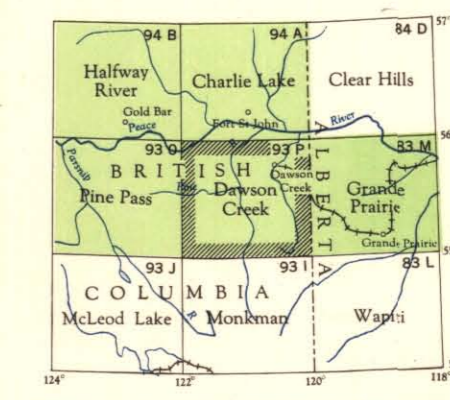 94 B 94 A 84 D 57°
Halfway River
Charlie Lake
Clear Hills
Gold Bar
Peace
Fort St John
River
56°
93 O 93 P 83 M
Parsnip
BRITISH
Pine Pass
Pine
Dawson Creek
Dawson Creek
ALBERTA
Grande Prairie
Grande Prairie
93 J 93 I 83 L
COLUMBIA
McLeod Lake
R
Monkman
Wapiti
124° 122° 120° 118°